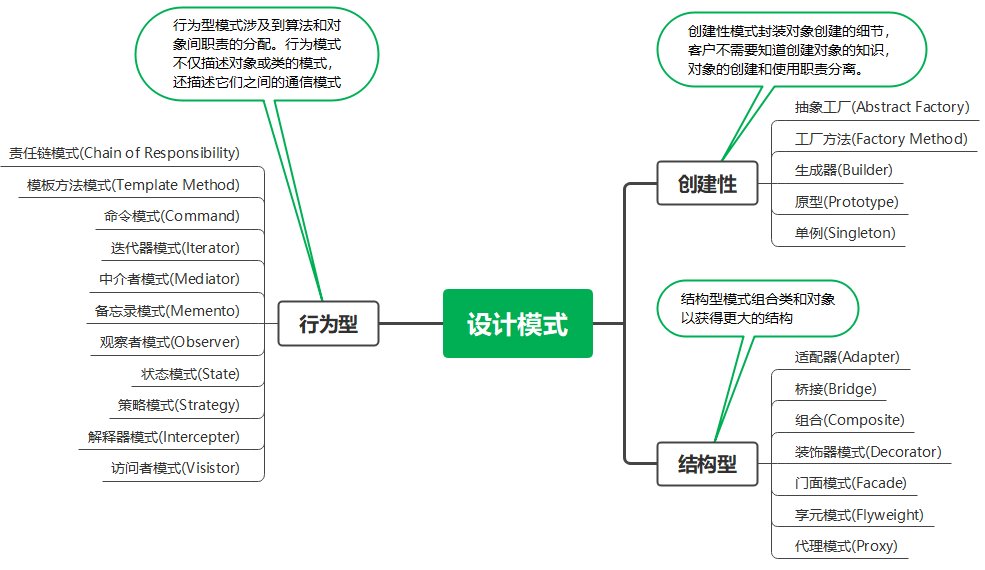 行为型模式涉及到算法和对
象间职责的分配。行为模式
不仅描述对象或类的模式，
还描述它们之间的通信模式
责任链模式(Chain of Responsibility)
模板方法模式(Template Method)
命令模式(Command)
迭代器模式(Iterator)
中介者模式(Mediator)
备忘录模式(Memento)
观察者模式(Observer)
状态模式(State)
策略模式(Strategy)
解释器模式(Intercepter)
访问者模式(Visistor)
行为型
设计模式
创建性模式封装对象创建的细节，
客户不需要知道创建对象的知识，
对象的创建和使用职责分离。
创建性
抽象工厂(Abstract Factory)
工厂方法(Factory Method)
生成器(Builder)
原型(Prototype)
单例(Singleton)
结构型模式组合类和对象
以获得更大的结构
结构型
适配器(Adapter)
桥接(Bridge)
组合(Composite)
装饰器模式(Decorator)
门面模式(Facade)
享元模式(Flyweight)
代理模式(Proxy)